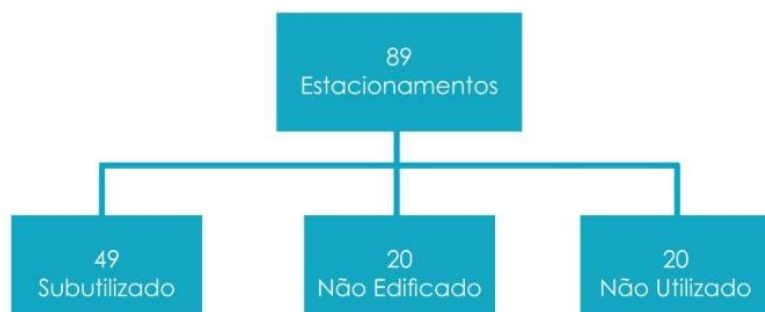 89
Estacionamentos
49
Subutilizado
20
Não Edificado
20
Não Utilizado